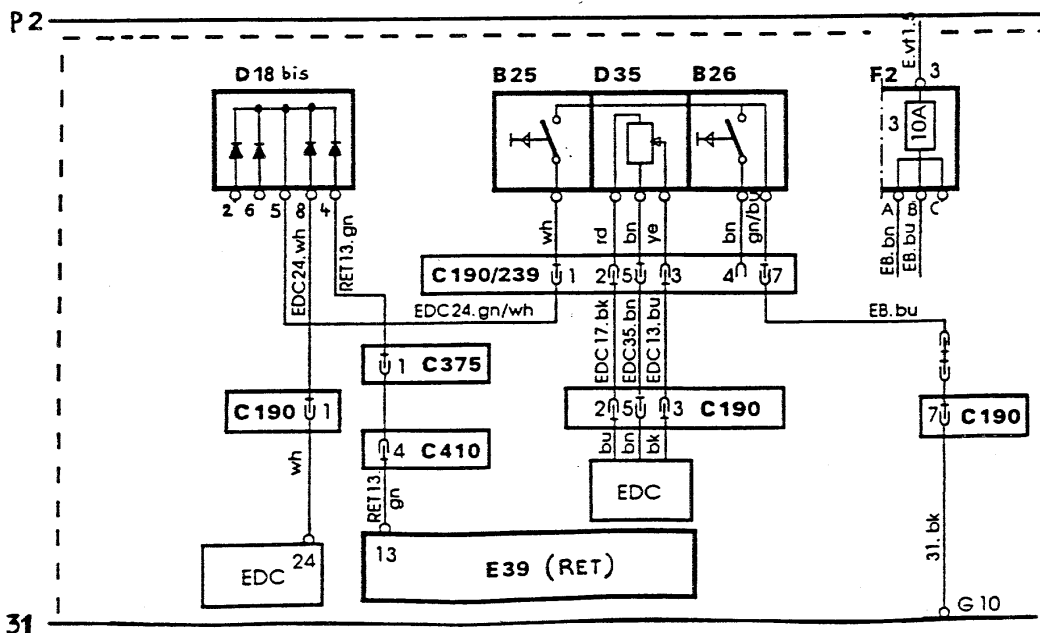 P2
E.vt1.5
D18 bis
B25
D35
B26
F2
3
3
10A
2
6
5
8
4
A
B
C
EDC24.wh
RET13.gn
wh
rd
bn
ye
bn
gn/bu
EB.bn
EB.bu
C190/239
1
2
5
3
4
7
EDC24.gn/wh
EDC17.bk
EDC35.bn
EDC13.bu
EB.bu
1 C375
C190 1
2
5
3
C190
7 C190
wh
4 C410
bu
bn
bk
RET13.
gn
EDC
31.bk
EDC
24
13
E39 (RET)
G10
31